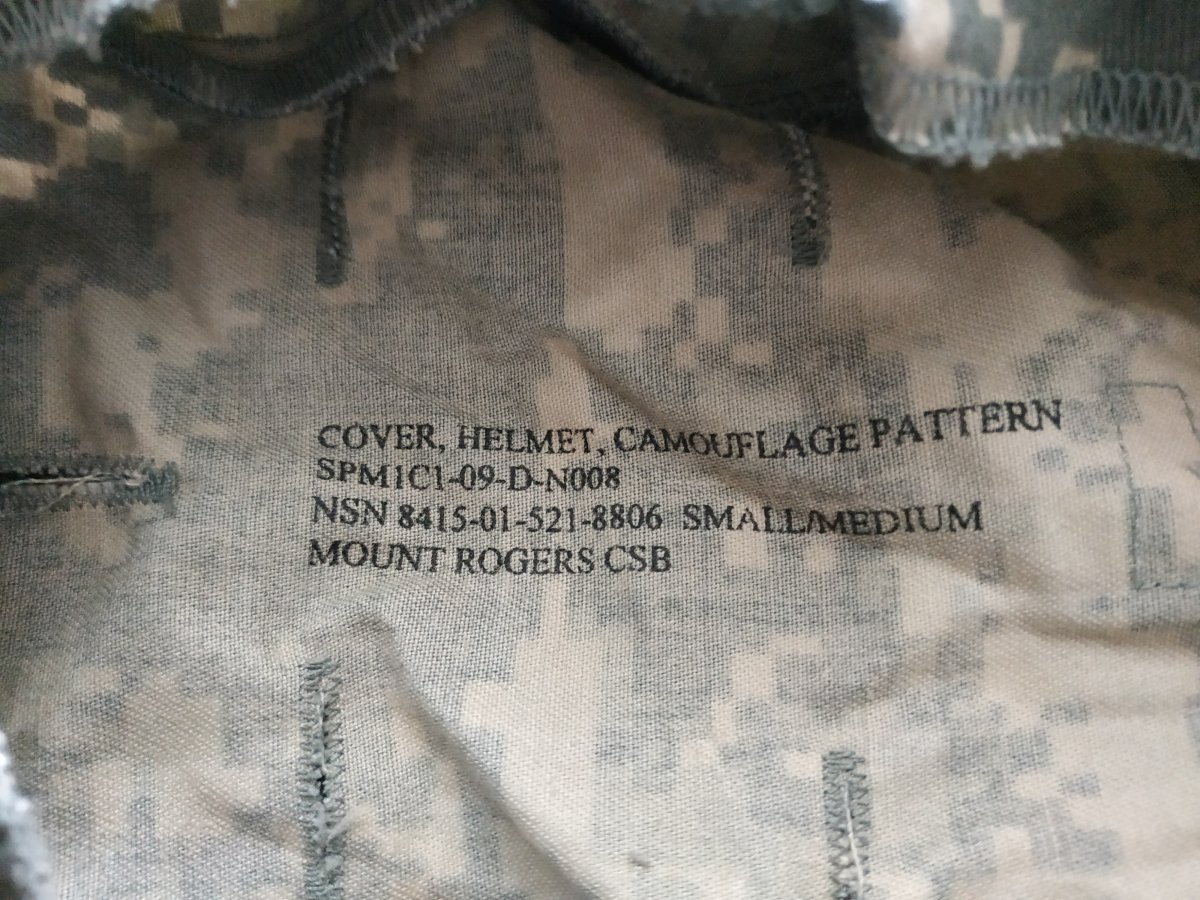 COVER, HELMET, CAMOUFLAGE PATTERN
SPM1C1-09-D-N008
NSN 8415-01-521-8806 SMALL/MEDIUM
MOUNT ROGERS CSB